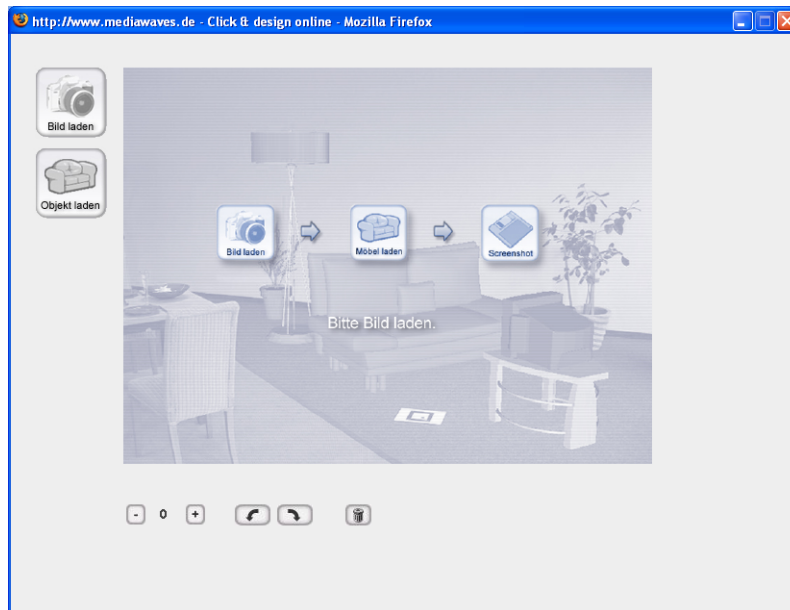 http://www.mediawaves.de - Click & design online - Mozilla Firefox
Bild laden
Objekt laden
Bild laden
Möbel laden
Screenshot
Bitte Bild laden.
- 0 +